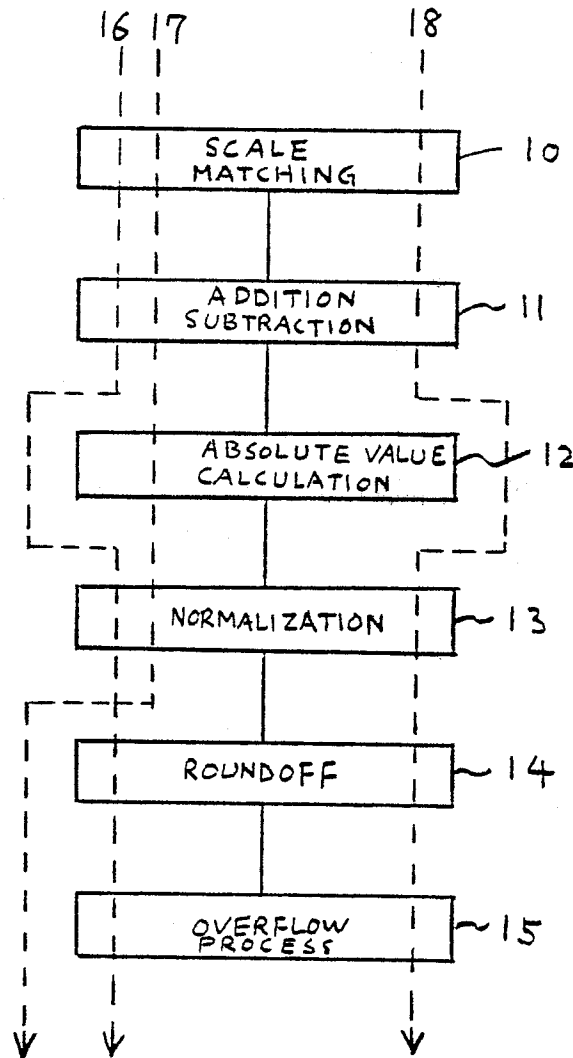 16 17 18
SCALE
MATCHING
10
ADDITION
SUBTRACTION
11
ABSOLUTE VALUE
CALCULATION
12
NORMALIZATION
13
ROUNDOFF
14
OVERFLOW
PROCESS
15